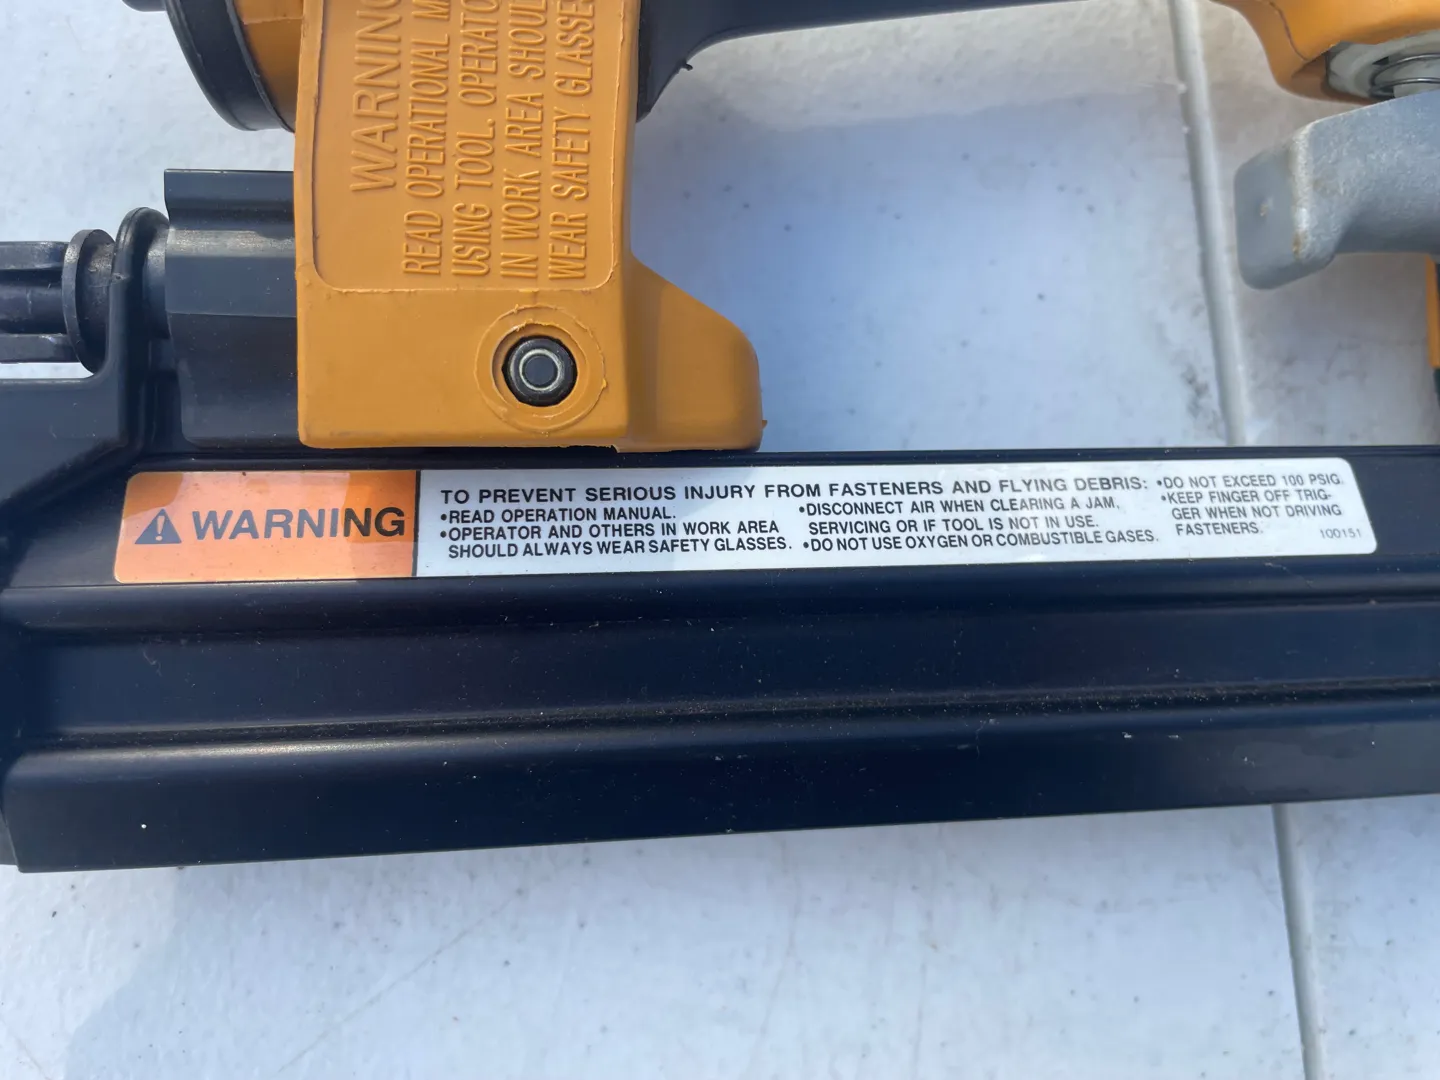 WARNING
READ OPERATIONAL
USING TOOL. OPERATO
IN WORK AREA SHOUL
WEAR SAFETY GLASSE
WARNING
TO PREVENT SERIOUS INJURY FROM FASTENERS AND FLYING DEBRIS:
•READ OPERATION MANUAL.
•OPERATOR AND OTHERS IN WORK AREA
SHOULD ALWAYS WEAR SAFETY GLASSES.
•DISCONNECT AIR WHEN CLEARING A JAM,
SERVICING OR IF TOOL IS NOT IN USE.
•DO NOT USE OXYGEN OR COMBUSTIBLE GASES.
•DO NOT EXCEED 100 PSIG.
•KEEP FINGER OFF TRIG-
GER WHEN NOT DRIVING
FASTENERS.
100151